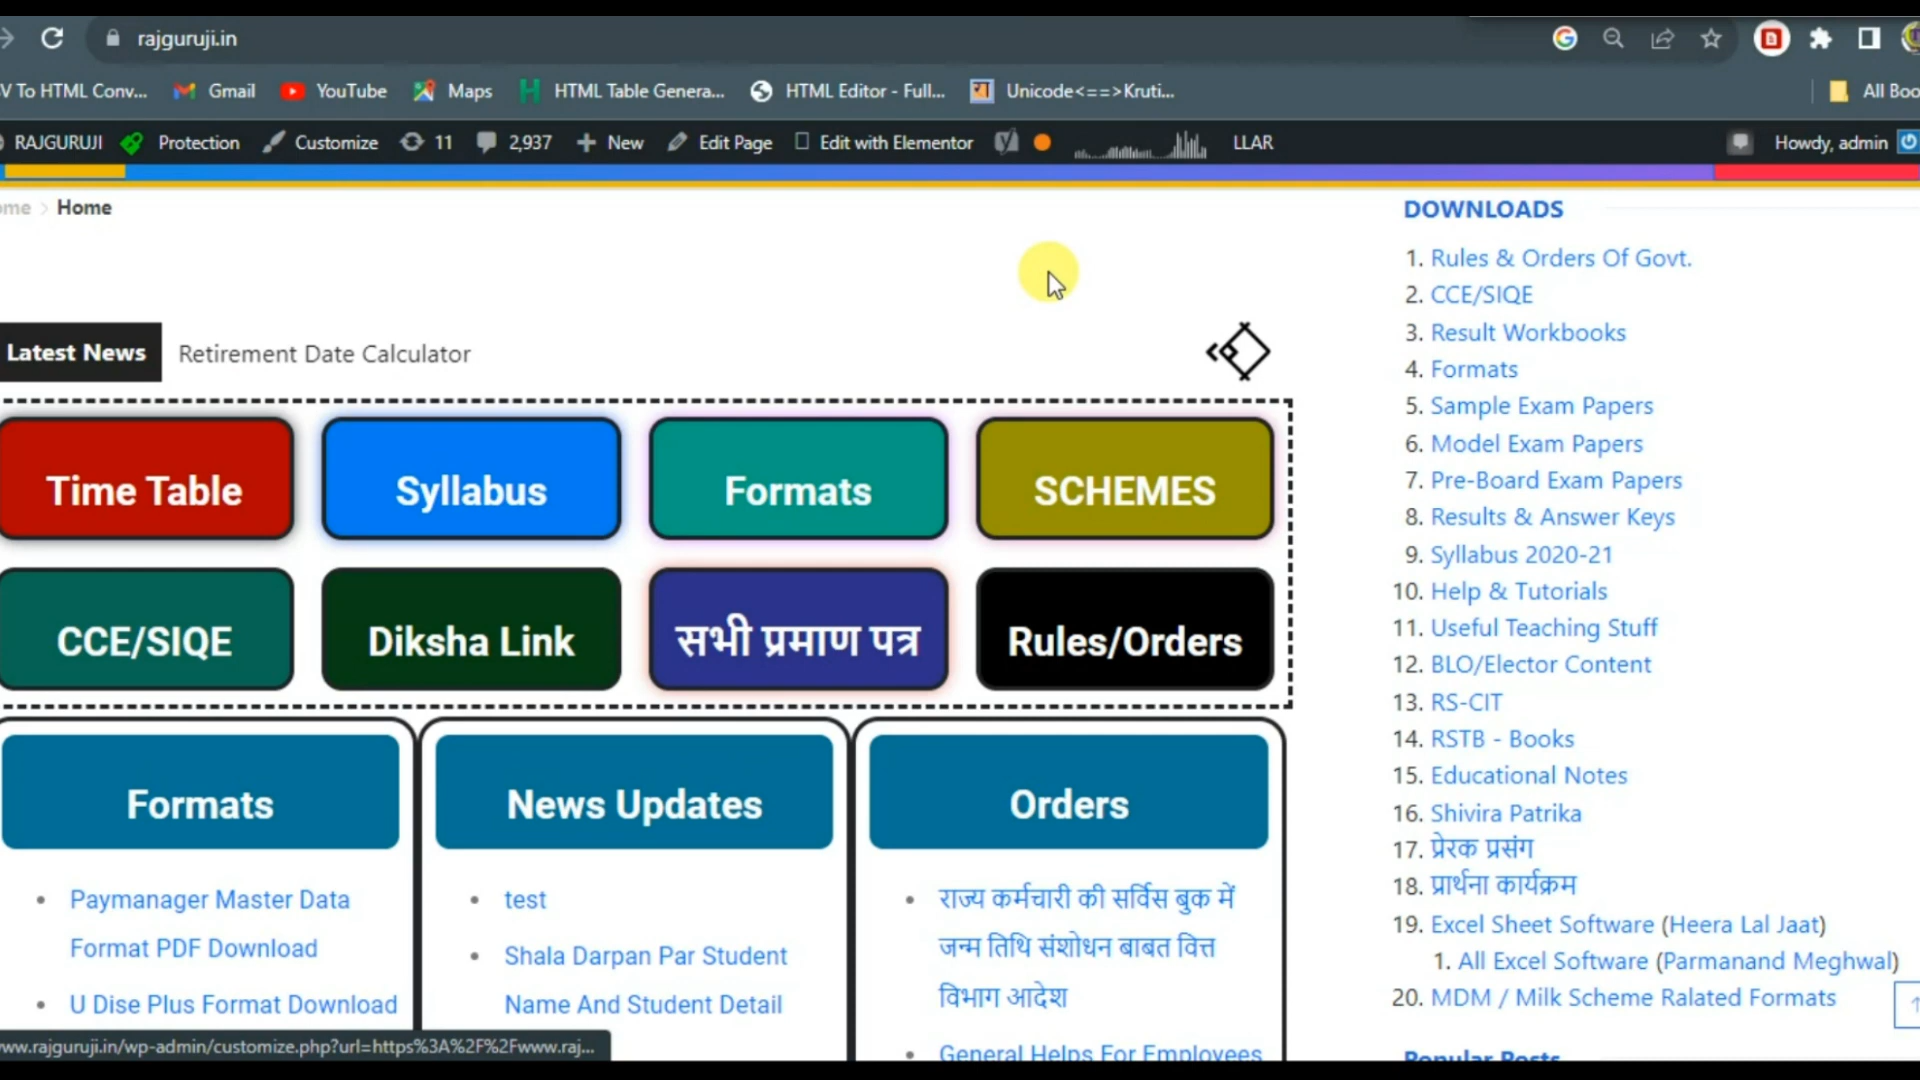 rajguruji.in
V To HTML Conv... Gmail YouTube Maps HTML Table Genera... HTML Editor - Full... Unicode<==>Kruti... All Boo
RAJGURUJI Protection Customize 11 2,937 New Edit Page Edit with Elementor LLAR Howdy, admin
ome > Home
Latest News Retirement Date Calculator
Time Table Syllabus Formats SCHEMES
CCE/SIQE Diksha Link सभी प्रमाण पत्र Rules/Orders
Formats
• Paymanager Master Data
Format PDF Download
• U Dise Plus Format Download
News Updates
• test
• Shala Darpan Par Student
Name And Student Detail
Orders
• राज्य कर्मचारी की सर्विस बुक में
जन्म तिथि संशोधन बाबत वित्त
विभाग आदेश
• General Helps For Employees
DOWNLOADS
1. Rules & Orders Of Govt.
2. CCE/SIQE
3. Result Workbooks
4. Formats
5. Sample Exam Papers
6. Model Exam Papers
7. Pre-Board Exam Papers
8. Results & Answer Keys
9. Syllabus 2020-21
10. Help & Tutorials
11. Useful Teaching Stuff
12. BLO/Elector Content
13. RS-CIT
14. RSTB - Books
15. Educational Notes
16. Shivira Patrika
17. प्रेरक प्रसंग
18. प्रार्थना कार्यक्रम
19. Excel Sheet Software (Heera Lal Jaat)
1. All Excel Software (Parmanand Meghwal)
20. MDM / Milk Scheme Ralated Formats
Popular Posts
www.rajguruji.in/wp-admin/customize.php?url=https%3A%2F%2Fwww.raj...